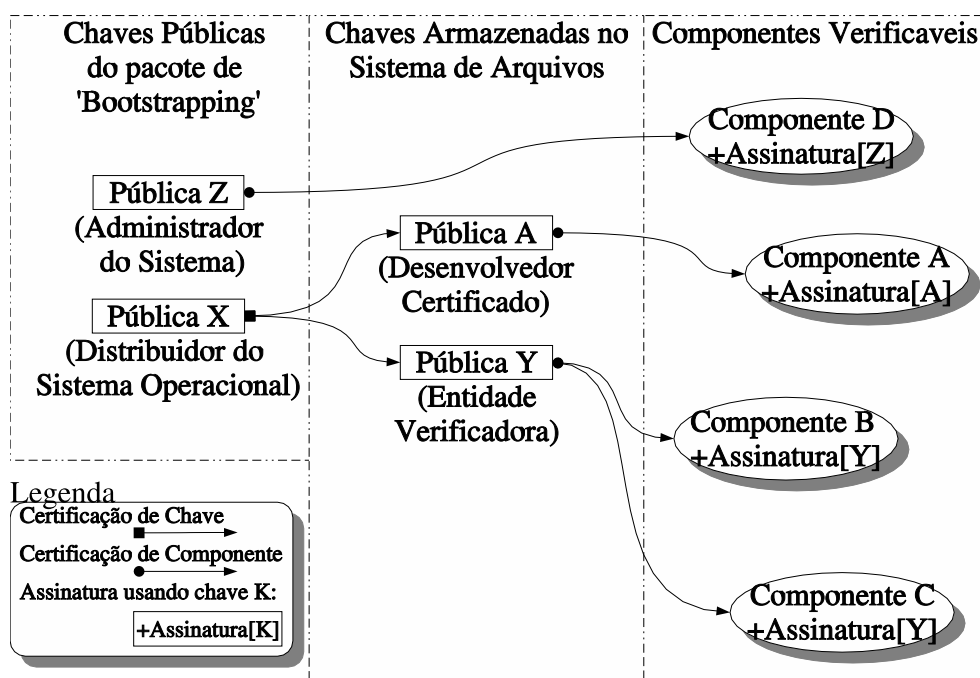 Chaves Públicas
do pacote de
'Bootstrapping'
Pública Z
(Administrador
do Sistema)
Pública X
(Distribuidor do
Sistema Operacional)
Chaves Armazenadas no
Sistema de Arquivos
Pública A
(Desenvolvedor
Certificado)
Pública Y
(Entidade
Verificadora)
Componentes Verificaveis
Componente D
+Assinatura[Z]
Componente A
+Assinatura[A]
Componente B
+Assinatura[Y]
Componente C
+Assinatura[Y]
Legenda
Certificação de Chave
Certificação de Componente
Assinatura usando chave K:
+Assinatura[K]